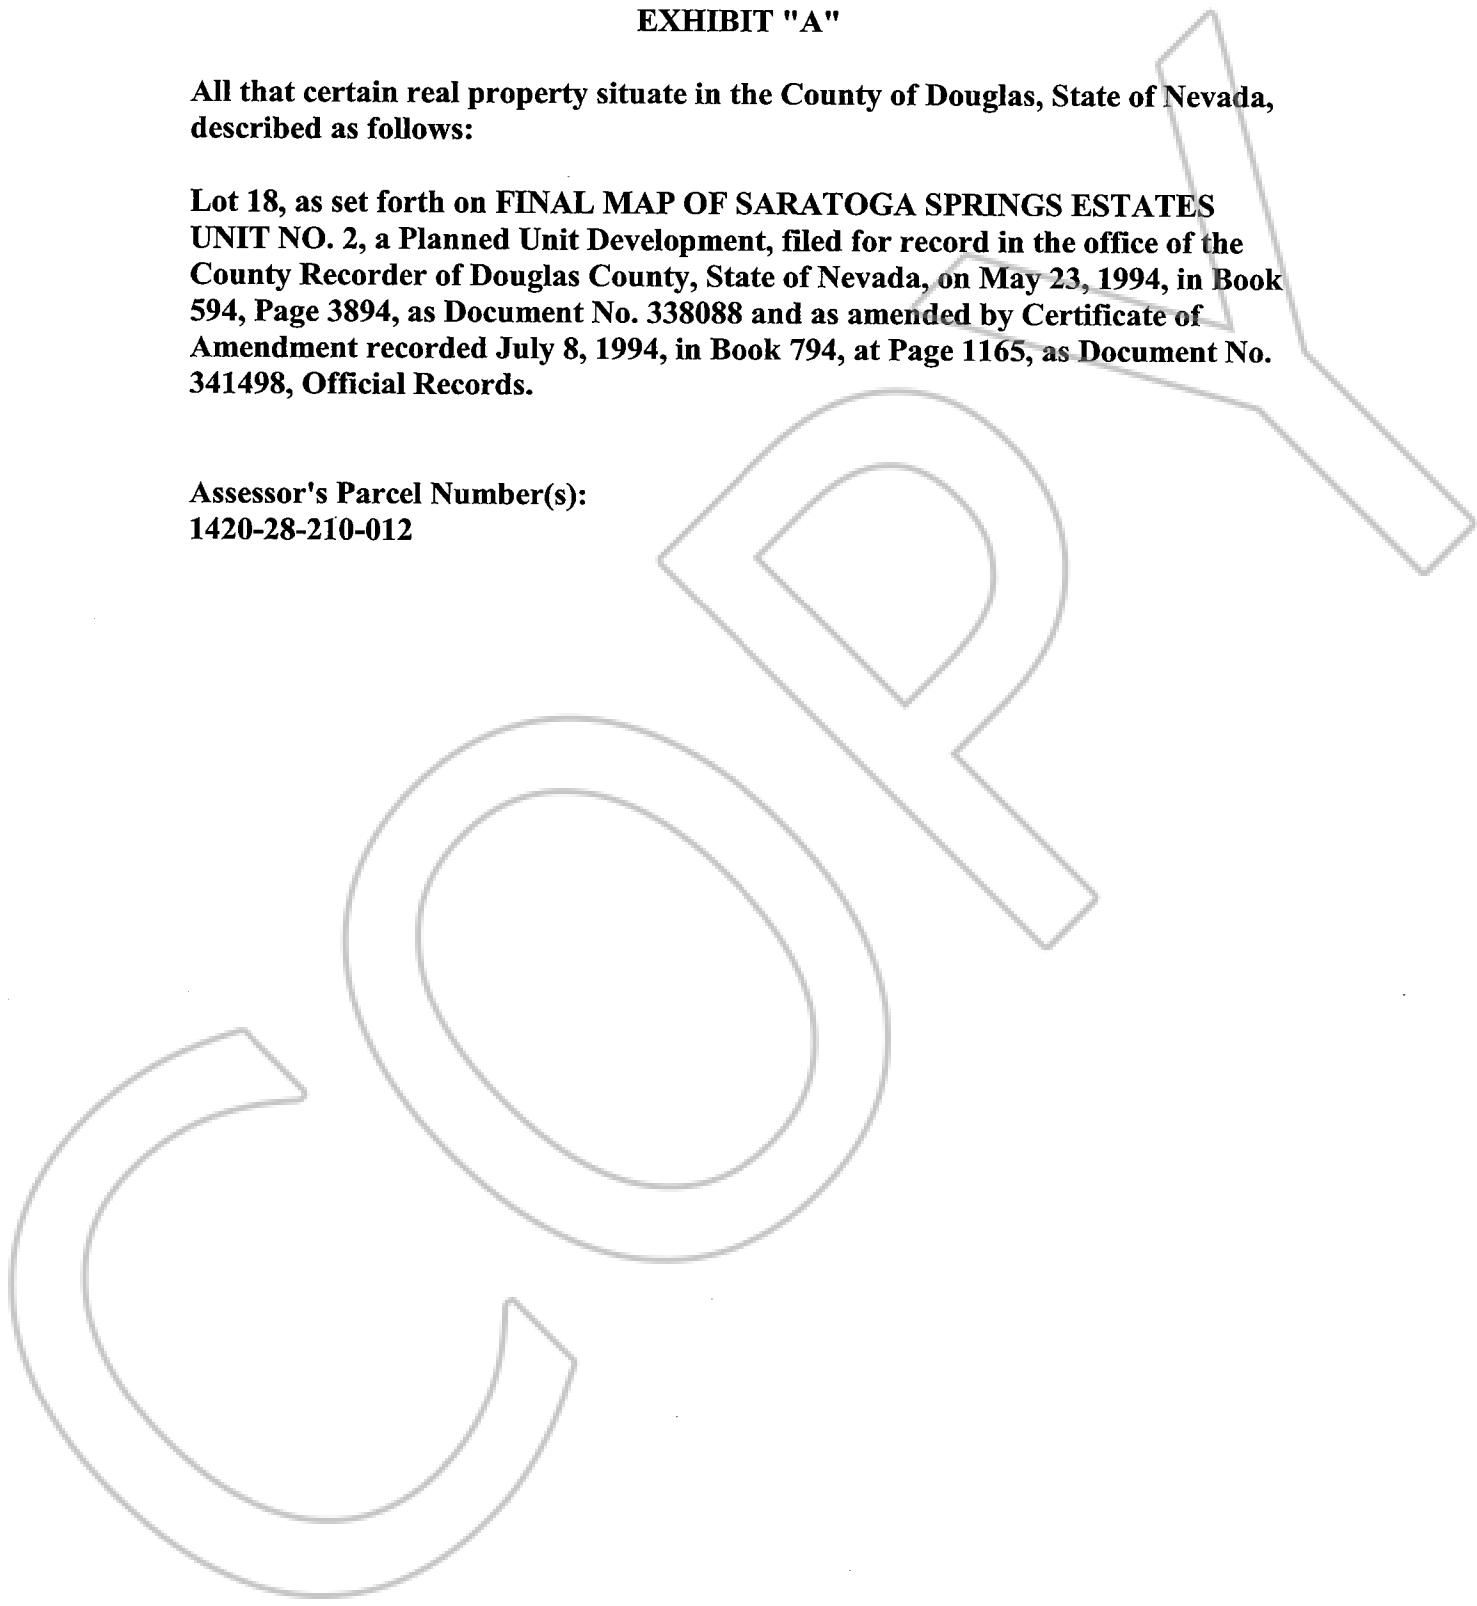 EXHIBIT "A"
All that certain real property situate in the County of Douglas, State of Nevada,
described as follows:
Lot 18, as set forth on FINAL MAP OF SARATOGA SPRINGS ESTATES
UNIT NO. 2, a Planned Unit Development, filed for record in the office of the
County Recorder of Douglas County, State of Nevada, on May 23, 1994, in Book
594, Page 3894, as Document No. 338088 and as amended by Certificate of
Amendment recorded July 8, 1994, in Book 794, at Page 1165, as Document No.
341498, Official Records.
Assessor's Parcel Number(s):
1420-28-210-012
COPY